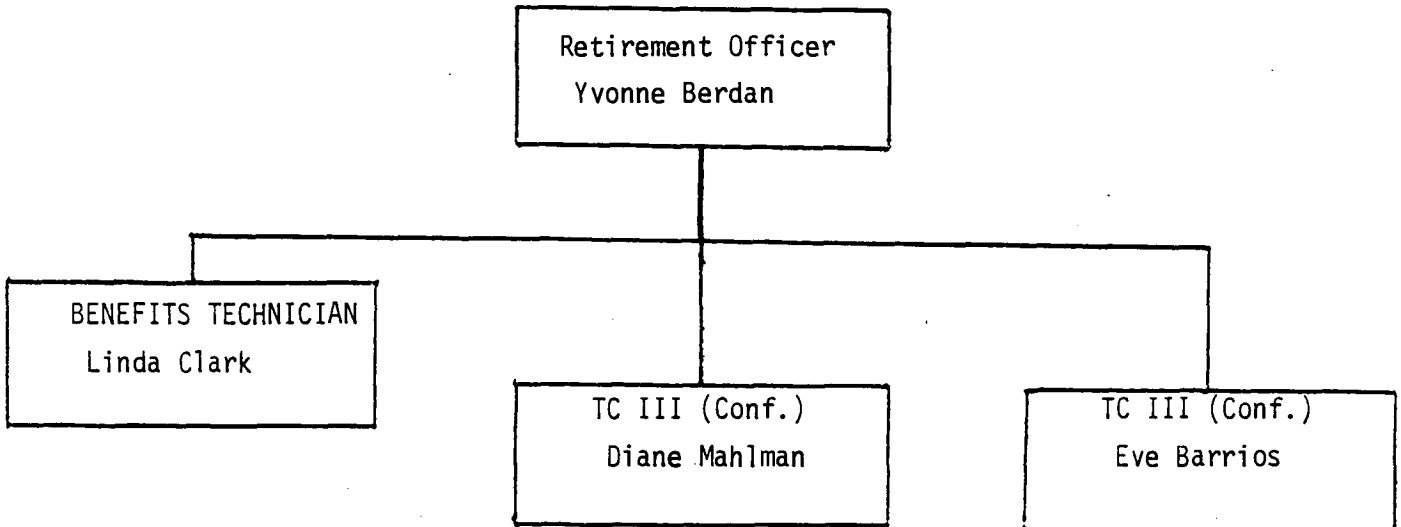 Retirement Officer
Yvonne Berdan
BENEFITS TECHNICIAN
Linda Clark
TC III (Conf.)
Diane Mahlman
TC III (Conf.)
Eve Barrios